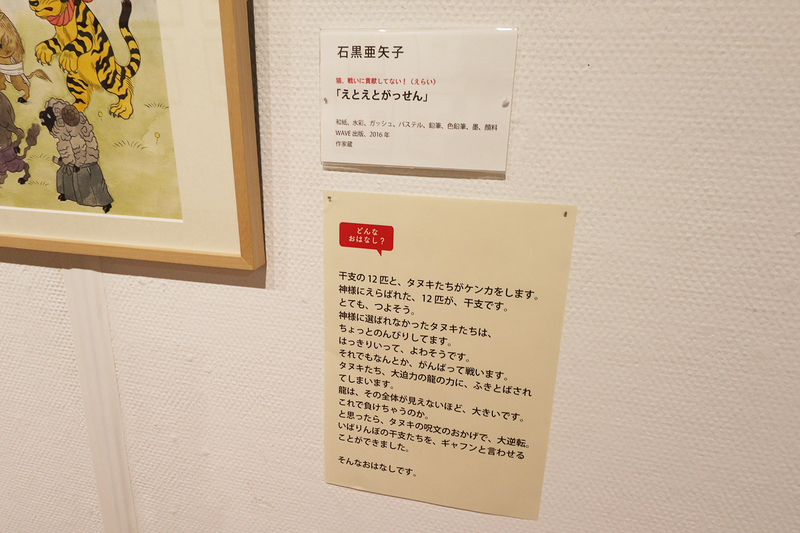 石黒亜矢子
猫、戦いに貢献してない！（えらい）
「えとえとがっせん」
和紙、水彩、ガッシュ、パステル、鉛筆、色鉛筆、墨、顔料
WAVE 出版、2016 年
作家蔵
どんな
おはなし？
干支の 12 匹と、タヌキたちがケンカをします。
神様にえらばれた、12 匹が、干支です。
とても、つよそう。
神様に選ばれなかったタヌキたちは、
ちょっとのんびりしてます。
はっきりいって、よわそうです。
それでもなんとか、がんばって戦います。
タヌキたち、大迫力の龍の力に、ふきとばされ
てしまいます。
龍は、その全体が見えないほど、大きいです。
これで負けちゃうのか。
と思ったら、タヌキの呪文のおかげで、大逆転。
いばりんぼの干支たちを、ギャフンと言わせる
ことができました。
そんなおはなしです。